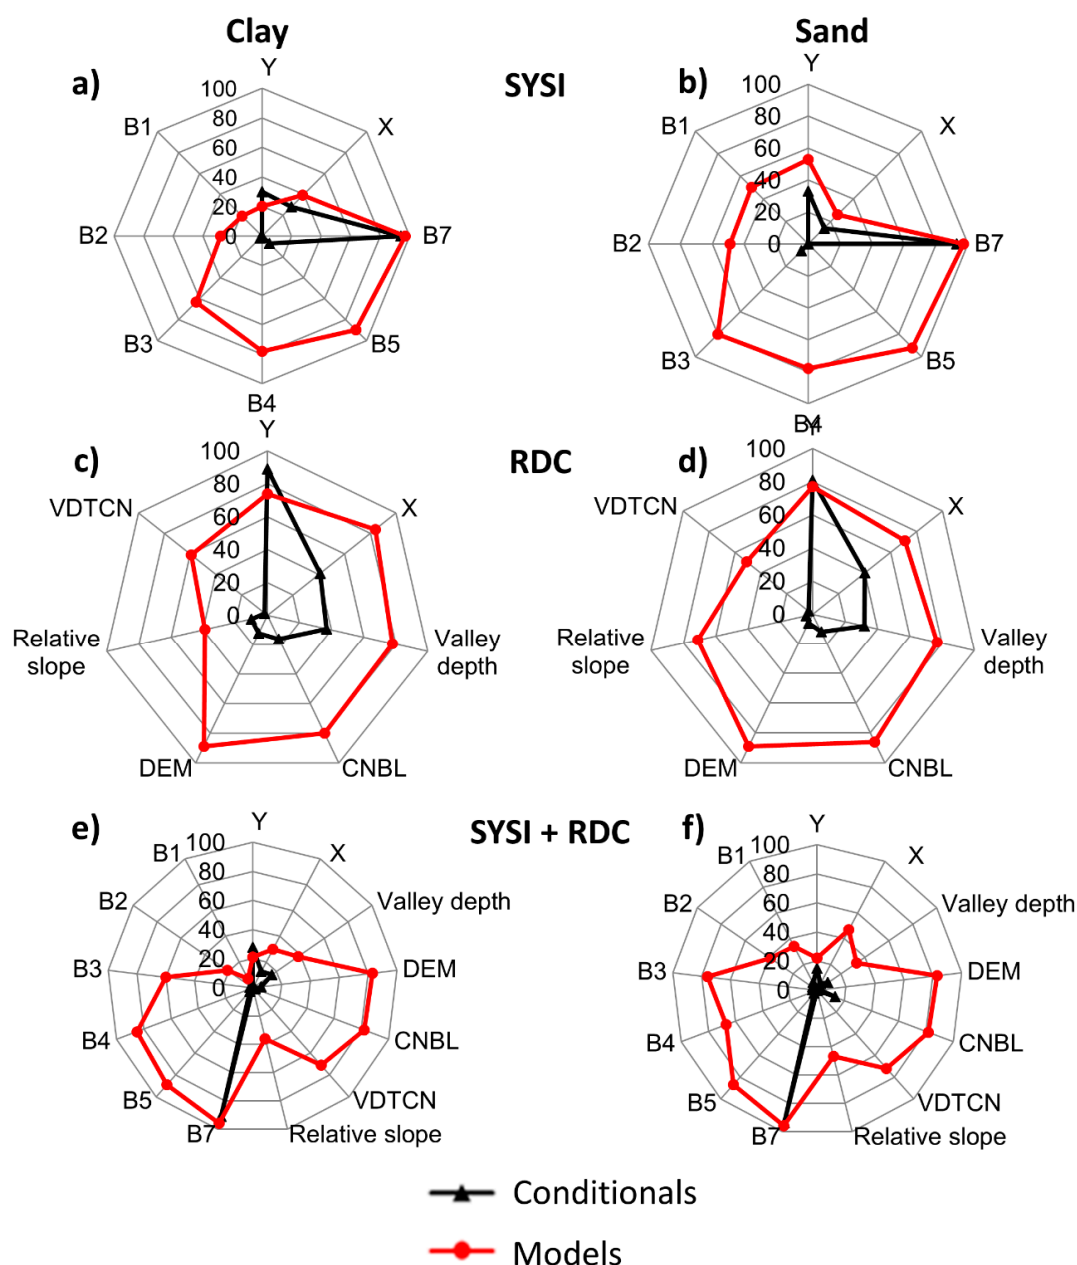 Clay
Sand
a)
Y
SYSI
b)
Y
100
80
60
40
20
0
B1
X
B2
B7
B3
B5
B4
100
80
60
40
20
0
B1
X
B2
B7
B3
B5
B4
c)
Y
RDC
d)
Y
100
80
60
40
20
0
VDTCN
X
Relative
slope
Valley
depth
DEM
CNBL
100
80
60
40
20
0
VDTCN
X
Relative
slope
Valley
depth
DEM
CNBL
e)
Y
SYSI + RDC
f)
Y
100
80
60
40
20
0
B1
X
B2
Valley depth
B3
DEM
B4
CNBL
B5
VDTCN
B7
Relative slope
100
80
60
40
20
0
B1
X
B2
Valley depth
B3
DEM
B4
CNBL
B5
VDTCN
B7
Relative slope
Conditionals
Models